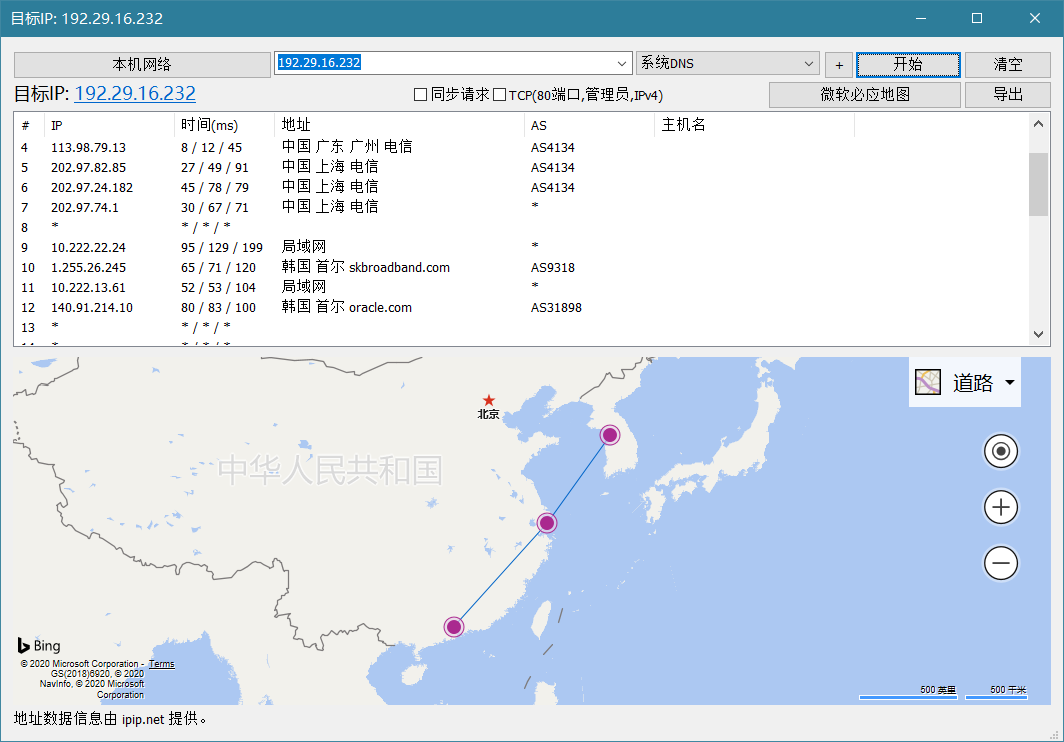 目标IP: 192.29.16.232
本机网络 192.29.16.232 系统DNS + 开始 清空
目标IP: 192.29.16.232 同步请求 TCP(80端口,管理员,IPv4) 微软必应地图 导出
# IP 时间(ms) 地址 AS 主机名
4 113.98.79.13 8 / 12 / 45 中国 广东 广州 电信 AS4134
5 202.97.82.85 27 / 49 / 91 中国 上海 电信 AS4134
6 202.97.24.182 45 / 78 / 79 中国 上海 电信 AS4134
7 202.97.74.1 30 / 67 / 71 中国 上海 电信 *
8 * * / * / *
9 10.222.22.24 95 / 129 / 199 局域网 *
10 1.255.26.245 65 / 71 / 120 韩国 首尔 skbroadband.com AS9318
11 10.222.13.61 52 / 53 / 104 局域网 *
12 140.91.214.10 80 / 83 / 100 韩国 首尔 oracle.com AS31898
13 * * / * / *
道路
北京
中华人民共和国
Bing
© 2020 Microsoft Corporation - Terms
GS(2018)6920, © 2020
NavInfo, © 2020 Microsoft
Corporation
500 英里 500 千米
地址数据信息由 ipip.net 提供。